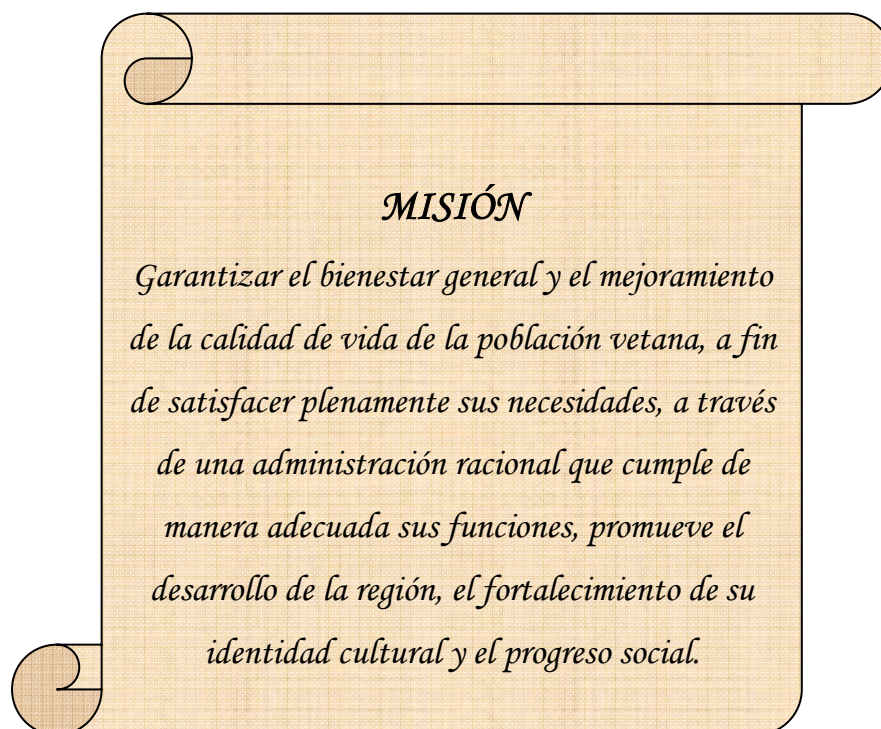 MISIÓN
Garantizar el bienestar general y el mejoramiento
de la calidad de vida de la población vetana, a fin
de satisfacer plenamente sus necesidades, a través
de una administración racional que cumple de
manera adecuada sus funciones, promueve el
desarrollo de la región, el fortalecimiento de su
identidad cultural y el progreso social.